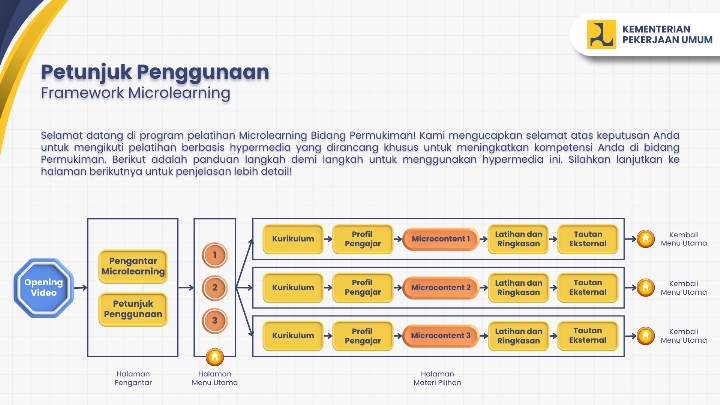 KEMENTERIAN
PEKERJAAN UMUM
Petunjuk Penggunaan
Framework Microlearning
Selamat datang di program pelatihan Microlearning Bidang Permukiman! Kami mengucapkan selamat atas keputusan Anda
untuk mengikuti pelatihan berbasis hypermedia yang dirancang khusus untuk meningkatkan kompetensi Anda di bidang
Permukiman. Berikut adalah panduan langkah demi langkah untuk menggunakan hypermedia ini. Silahkan lanjutkan ke
halaman berikutnya untuk penjelasan lebih detail!
Opening
Video
Pengantar
Microlearning
Petunjuk
Penggunaan
Halaman
Pengantar
1
2
3
Halaman
Menu Utama
Kurikulum
Profil
Pengajar
Microcontent 1
Latihan dan
Ringkasan
Tautan
Eksternal
Kembali
Menu Utama
Kurikulum
Profil
Pengajar
Microcontent 2
Latihan dan
Ringkasan
Tautan
Eksternal
Kembali
Menu Utama
Kurikulum
Profil
Pengajar
Microcontent 3
Latihan dan
Ringkasan
Tautan
Eksternal
Kembali
Menu Utama
Halaman
Materi Pilihan